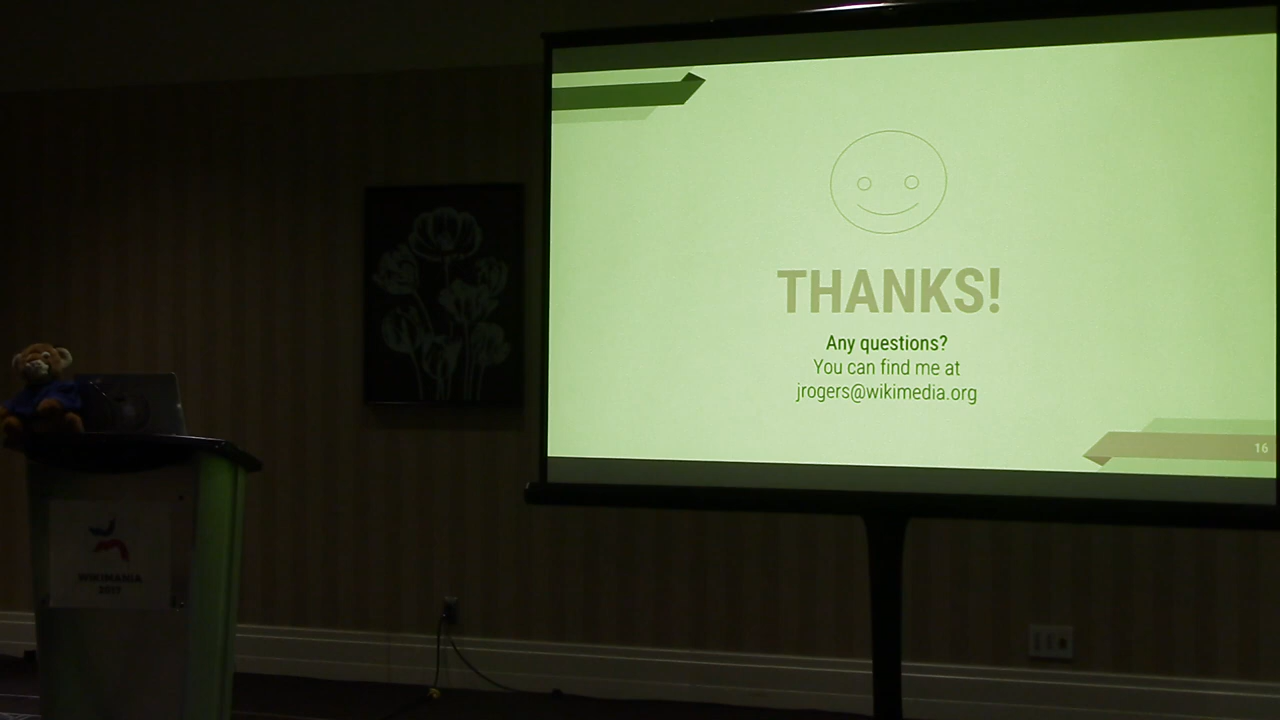 THANKS!
Any questions?
You can find me at
jrogers@wikimedia.org
16
WIKIMANIA
2017